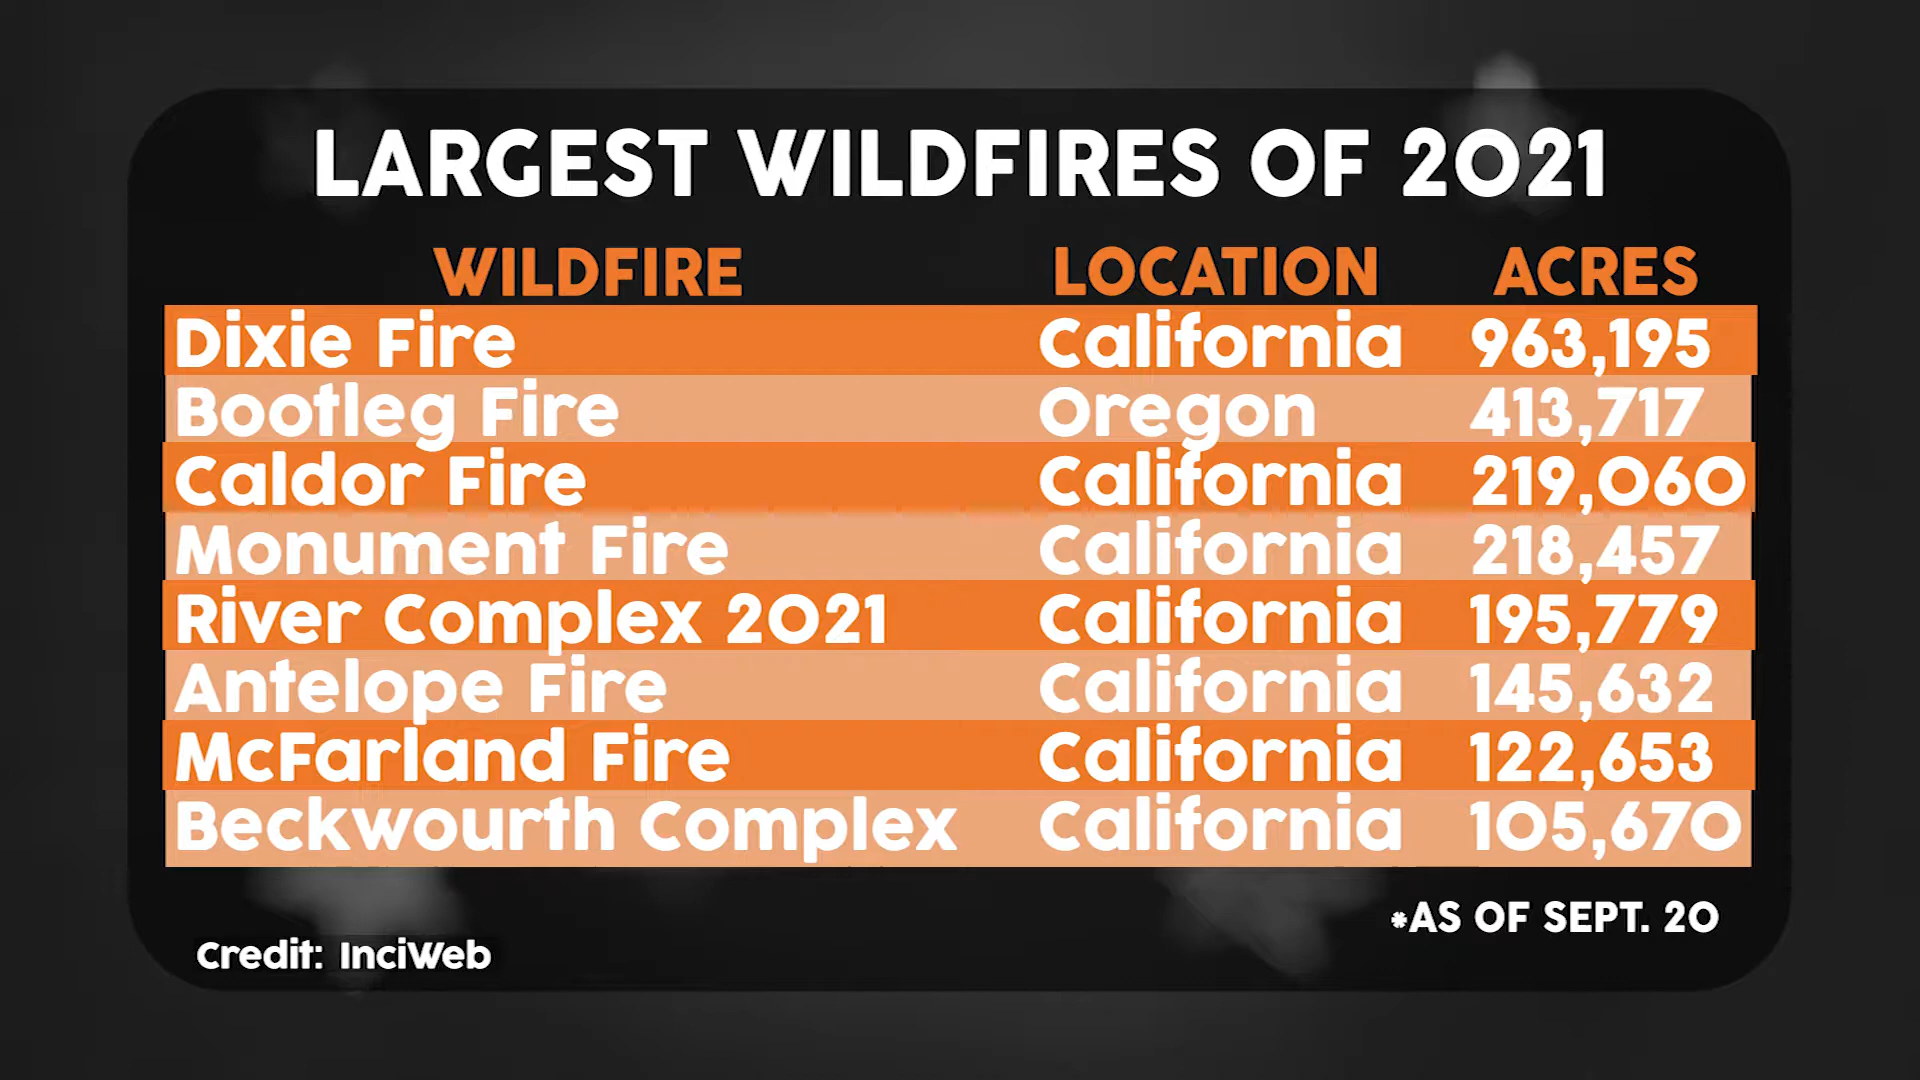 LARGEST WILDFIRES OF 2021
WILDFIRE LOCATION ACRES
Dixie Fire California 963,195
Bootleg Fire Oregon 413,717
Caldor Fire California 219,060
Monument Fire California 218,457
River Complex 2021 California 195,779
Antelope Fire California 145,632
McFarland Fire California 122,653
Beckwourth Complex California 105,670
*AS OF SEPT. 20
Credit: InciWeb